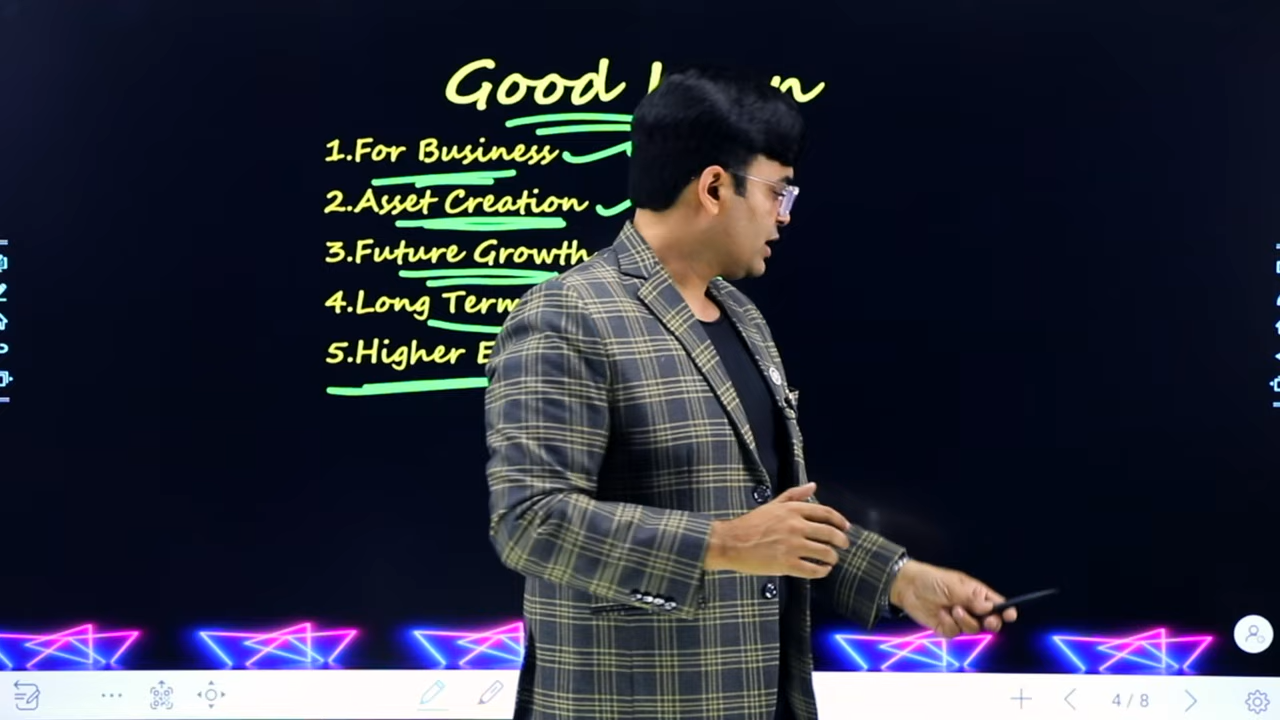 Good
1.For Business
2.Asset Creation
3.Future Growth
4.Long Term
5.Higher
4/8